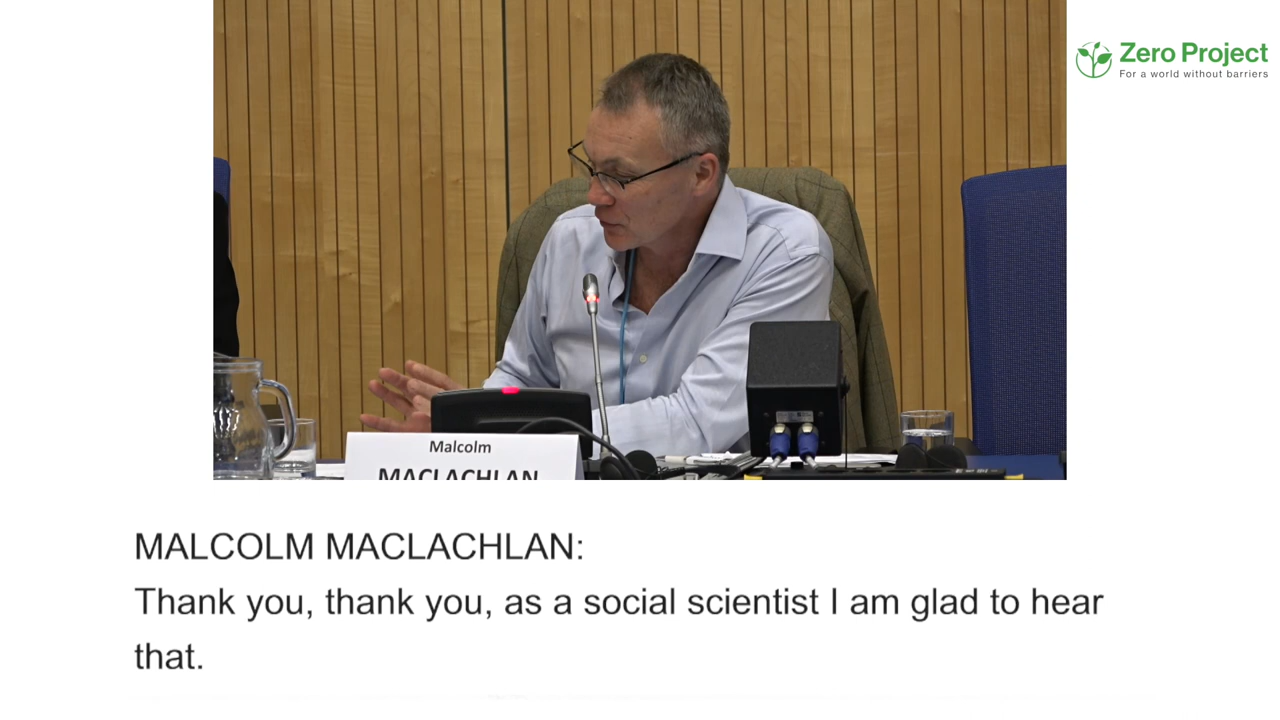 Zero Project
For a world without barriers
Malcolm
MACLACHLAN
MALCOLM MACLACHLAN:
Thank you, thank you, as a social scientist I am glad to hear
that.